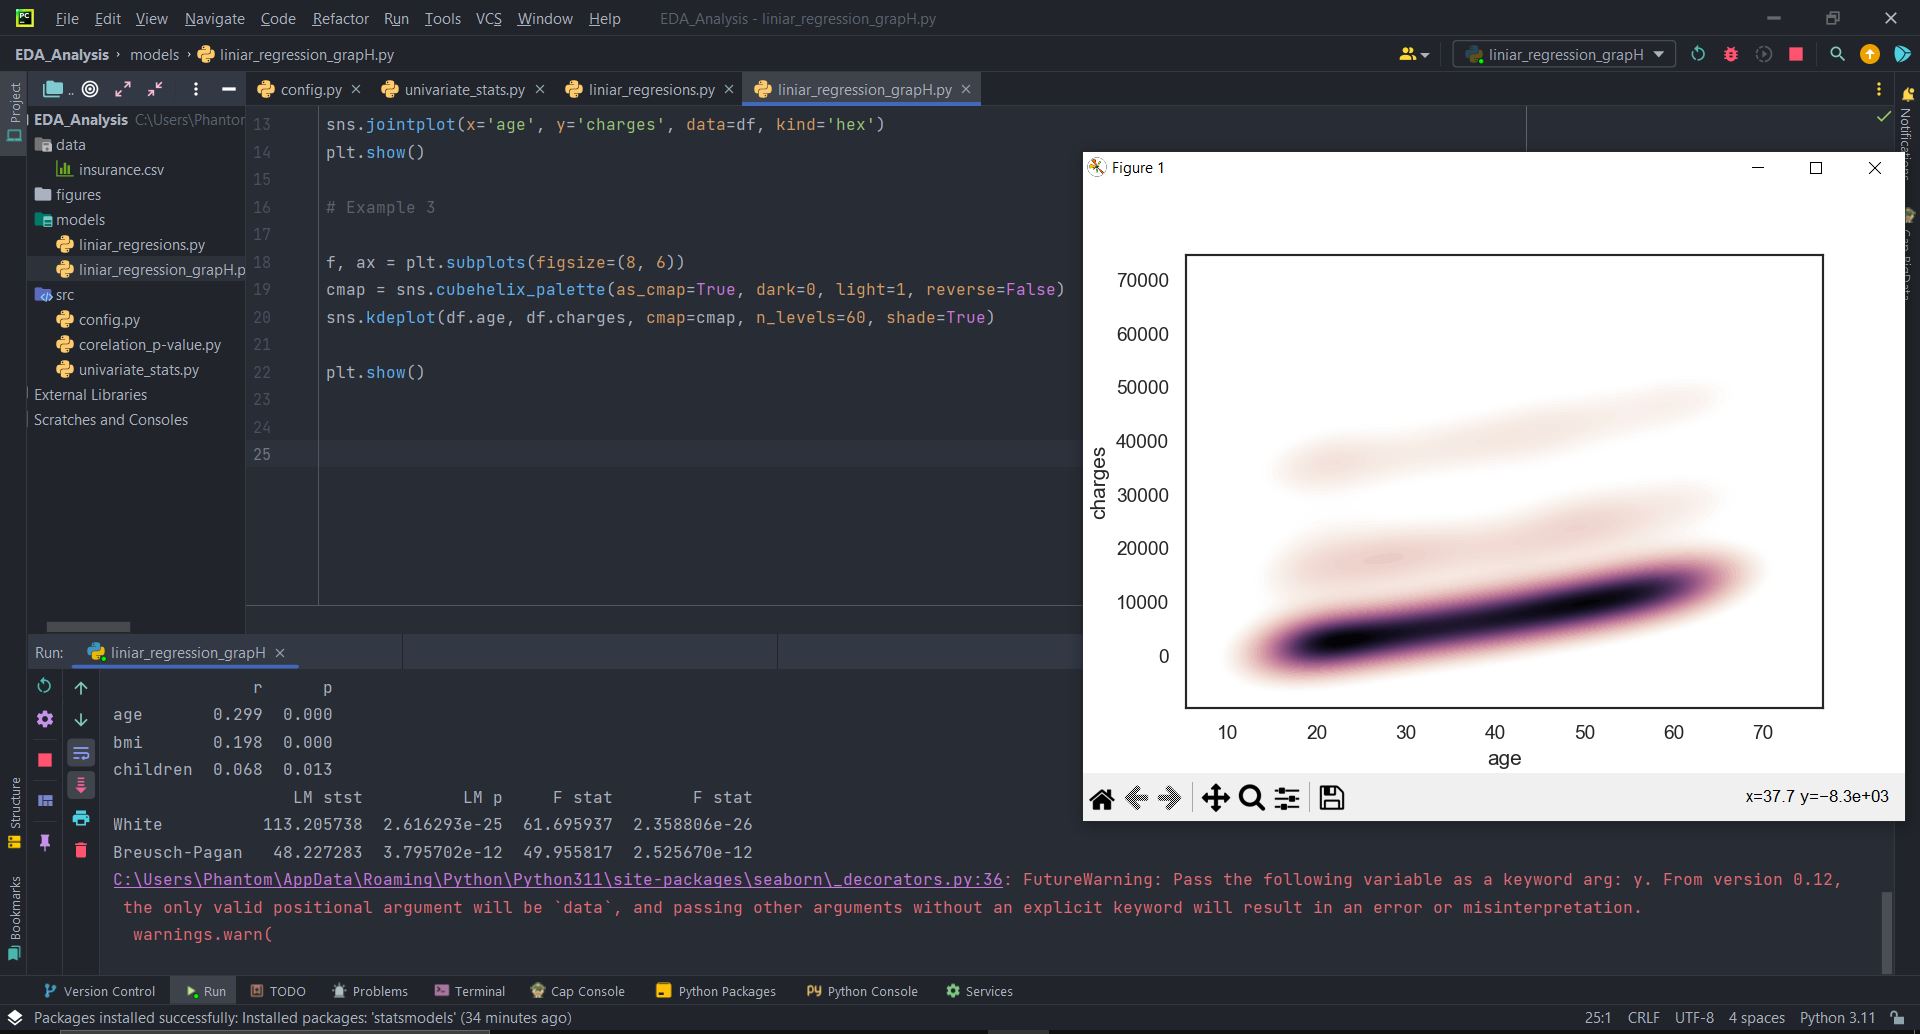 PC File Edit View Navigate Code Refactor Run Tools VCS Window Help EDA_Analysis - liniar_regression_grapH.py
EDA_Analysis › models › liniar_regression_grapH.py liniar_regression_grapH
Project
..
config.py univariate_stats.py liniar_regresions.py liniar_regression_grapH.py
EDA_Analysis C:\Users\Phantor
data
insurance.csv
figures
models
liniar_regresions.py
liniar_regression_grapH.p
src
config.py
corelation_p-value.py
univariate_stats.py
External Libraries
Scratches and Consoles
13 sns.jointplot(x='age', y='charges', data=df, kind='hex')
14 plt.show()
15
16 # Example 3
17
18 f, ax = plt.subplots(figsize=(8, 6))
19 cmap = sns.cubehelix_palette(as_cmap=True, dark=0, light=1, reverse=False)
20 sns.kdeplot(df.age, df.charges, cmap=cmap, n_levels=60, shade=True)
21
22 plt.show()
23
24
25
Notifications
Figure 1
70000
60000
50000
40000
30000
20000
10000
0
charges
10 20 30 40 50 60 70
age
x=37.7 y=−8.3e+03
Run: liniar_regression_grapH
r p
age 0.299 0.000
bmi 0.198 0.000
children 0.068 0.013
LM stst LM p F stat F stat
White 113.205738 2.616293e-25 61.695937 2.358806e-26
Breusch-Pagan 48.227283 3.795702e-12 49.955817 2.525670e-12
C:\Users\Phantom\AppData\Roaming\Python\Python311\site-packages\seaborn\_decorators.py:36: FutureWarning: Pass the following variable as a keyword arg: y. From version 0.12,
the only valid positional argument will be `data`, and passing other arguments without an explicit keyword will result in an error or misinterpretation.
warnings.warn(
Structure
Bookmarks
Version Control Run TODO Problems Terminal Cap Console Python Packages Python Console Services
Packages installed successfully: Installed packages: 'statsmodels' (34 minutes ago) 25:1 CRLF UTF-8 4 spaces Python 3.11